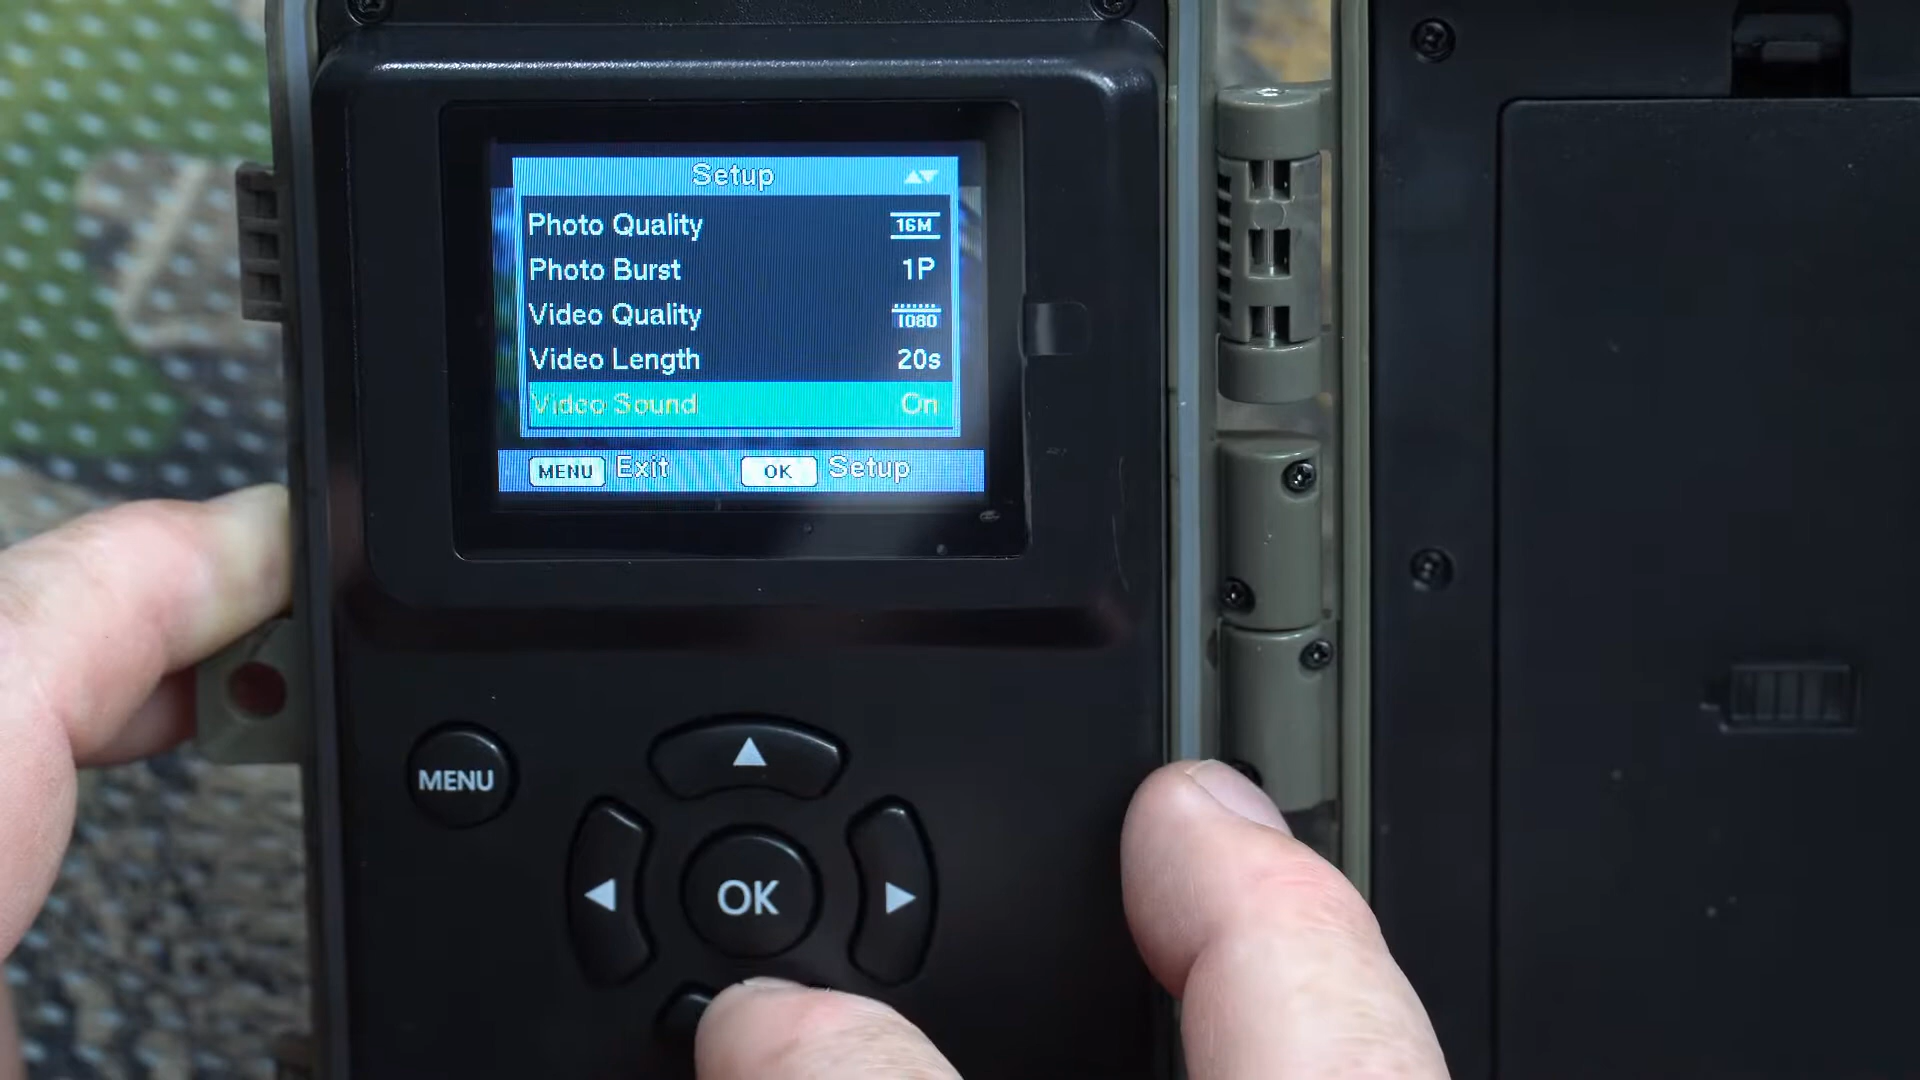 Setup
Photo Quality 16M
Photo Burst 1P
Video Quality 1080
Video Length 20s
Video Sound On
MENU Exit OK Setup
MENU
OK